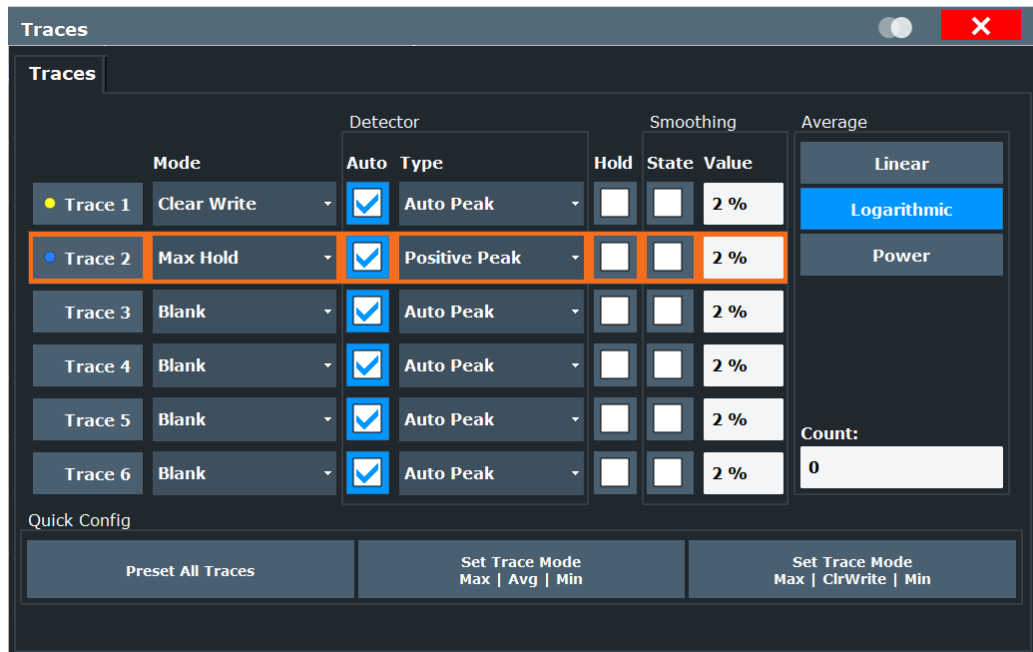 Traces
Traces
Detector Smoothing Average
Mode Auto Type Hold State Value
Linear
Trace 1 Clear Write Auto Peak 2 %
Logarithmic
Trace 2 Max Hold Positive Peak 2 %
Power
Trace 3 Blank Auto Peak 2 %
Trace 4 Blank Auto Peak 2 %
Trace 5 Blank Auto Peak 2 %
Count:
Trace 6 Blank Auto Peak 2 %
0
Quick Config
Preset All Traces
Set Trace Mode
Max | Avg | Min
Set Trace Mode
Max | ClrWrite | Min